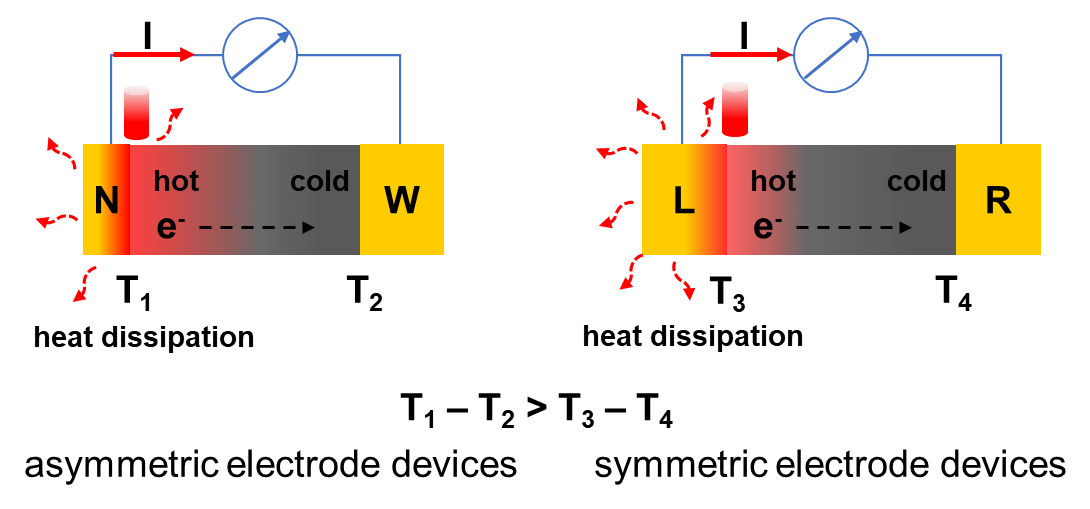 I
N
hot
cold
W
e⁻
T₁
T₂
heat dissipation
I
L
hot
cold
R
e⁻
T₃
T₄
heat dissipation
T₁ – T₂ > T₃ – T₄
asymmetric electrode devices
symmetric electrode devices